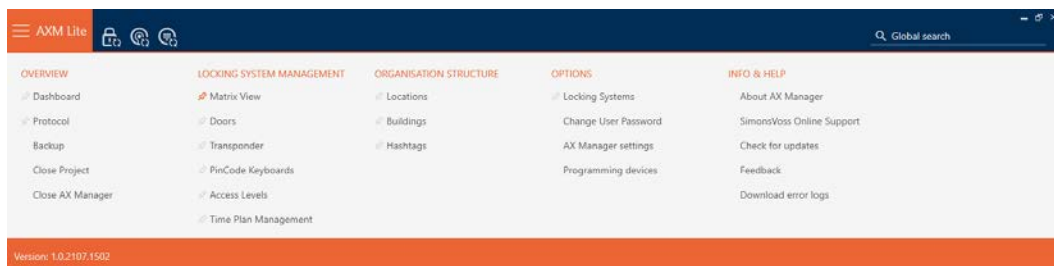 AXM Lite
Global search
OVERVIEW
Dashboard
Protocol
Backup
Close Project
Close AX Manager
LOCKING SYSTEM MANAGEMENT
Matrix View
Doors
Transponder
PinCode Keyboards
Access Levels
Time Plan Management
ORGANISATION STRUCTURE
Locations
Buildings
Hashtags
OPTIONS
Locking Systems
Change User Password
AX Manager settings
Programming devices
INFO & HELP
About AX Manager
SimonsVoss Online Support
Check for updates
Feedback
Download error logs
Version: 1.0.2107.1502